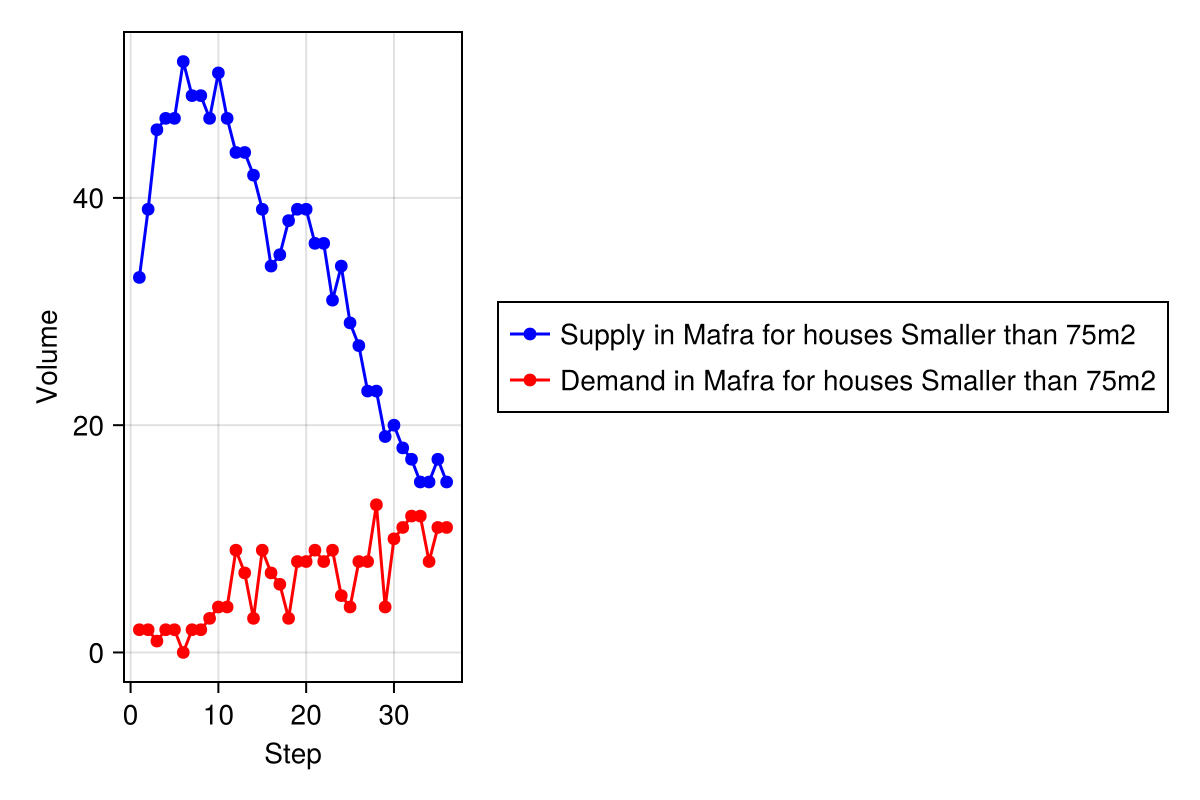 Volume
40
20
0
0 10 20 30
Step
Supply in Mafra for houses Smaller than 75m2
Demand in Mafra for houses Smaller than 75m2